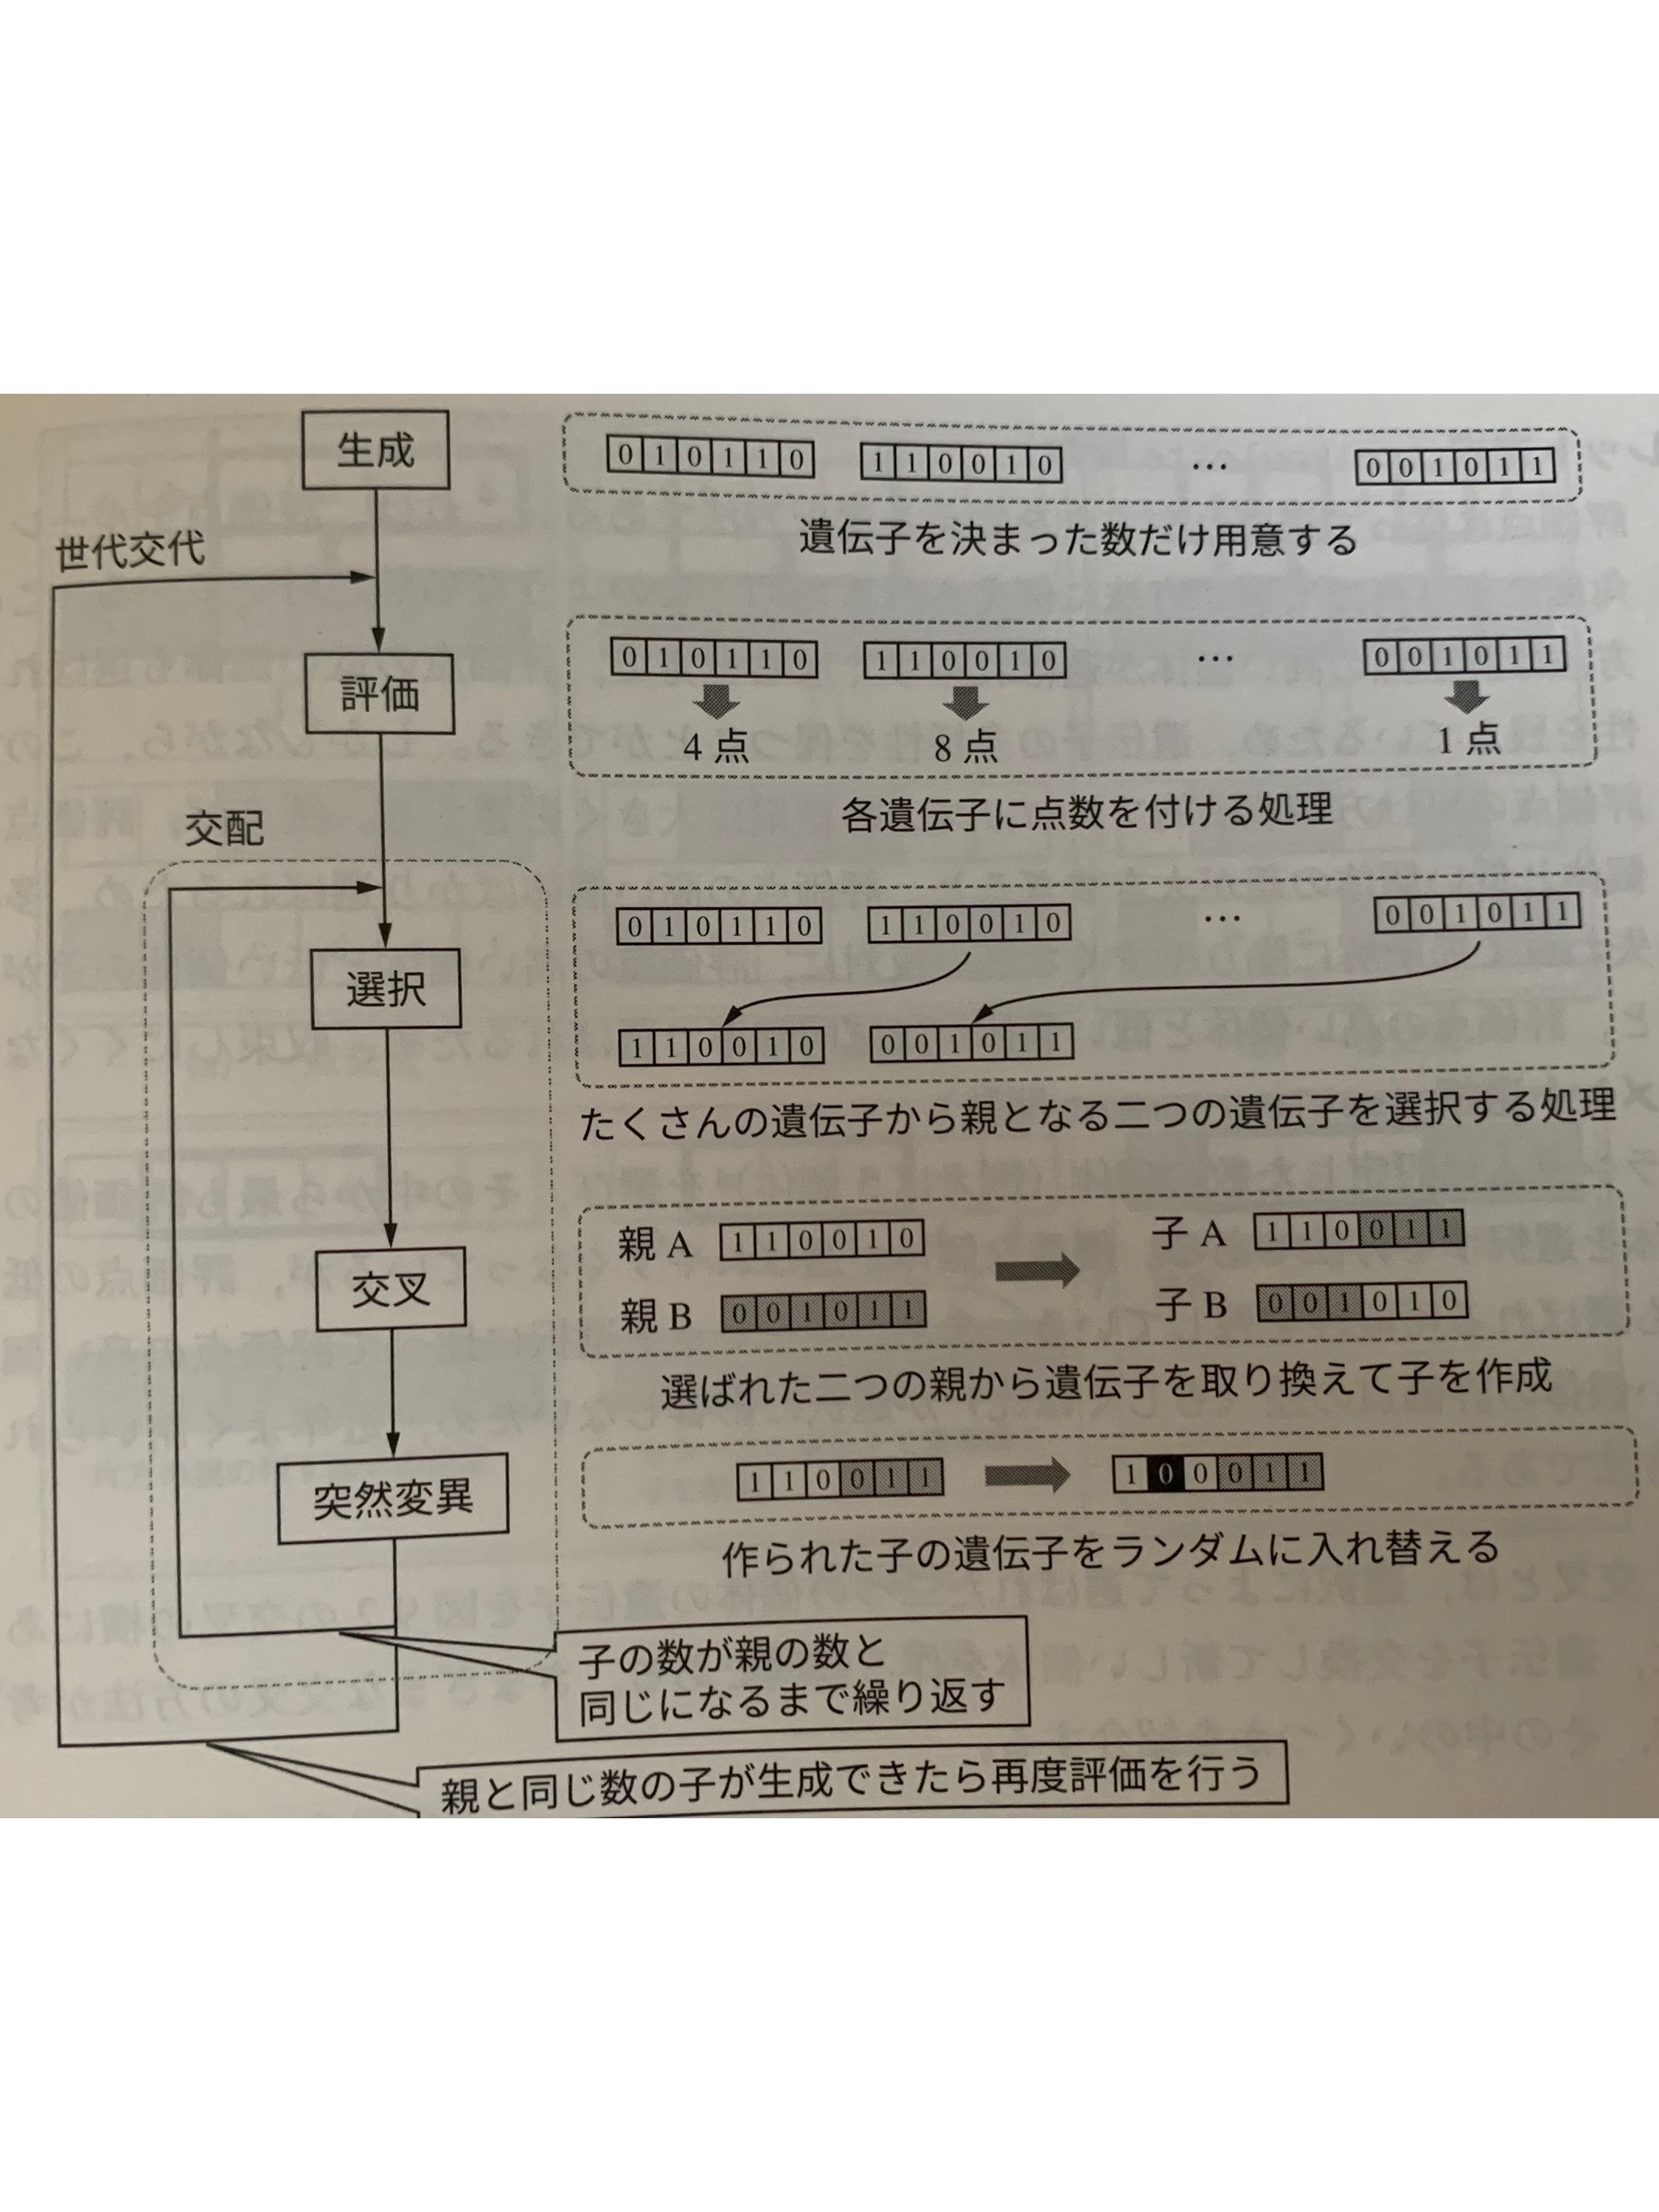 生成
0 1 0 1 1 0 1 1 0 0 1 0 … 0 0 1 0 1 1
遺伝子を決まった数だけ用意する
世代交代
評価
0 1 0 1 1 0 1 1 0 0 1 0 … 0 0 1 0 1 1
4 点 8 点 1 点
各遺伝子に点数を付ける処理
交配
選択
0 1 0 1 1 0 1 1 0 0 1 0 … 0 0 1 0 1 1
1 1 0 0 1 0 0 0 1 0 1 1
たくさんの遺伝子から親となる二つの遺伝子を選択する処理
交叉
親 A 1 1 0 0 1 0 子 A 1 1 0 0 1 1
親 B 0 0 1 0 1 1 子 B 0 0 1 0 1 0
選ばれた二つの親から遺伝子を取り換えて子を作成
突然変異
1 1 0 0 1 1 1 0 0 0 1 1
作られた子の遺伝子をランダムに入れ替える
子の数が親の数と
同じになるまで繰り返す
親と同じ数の子が生成できたら再度評価を行う